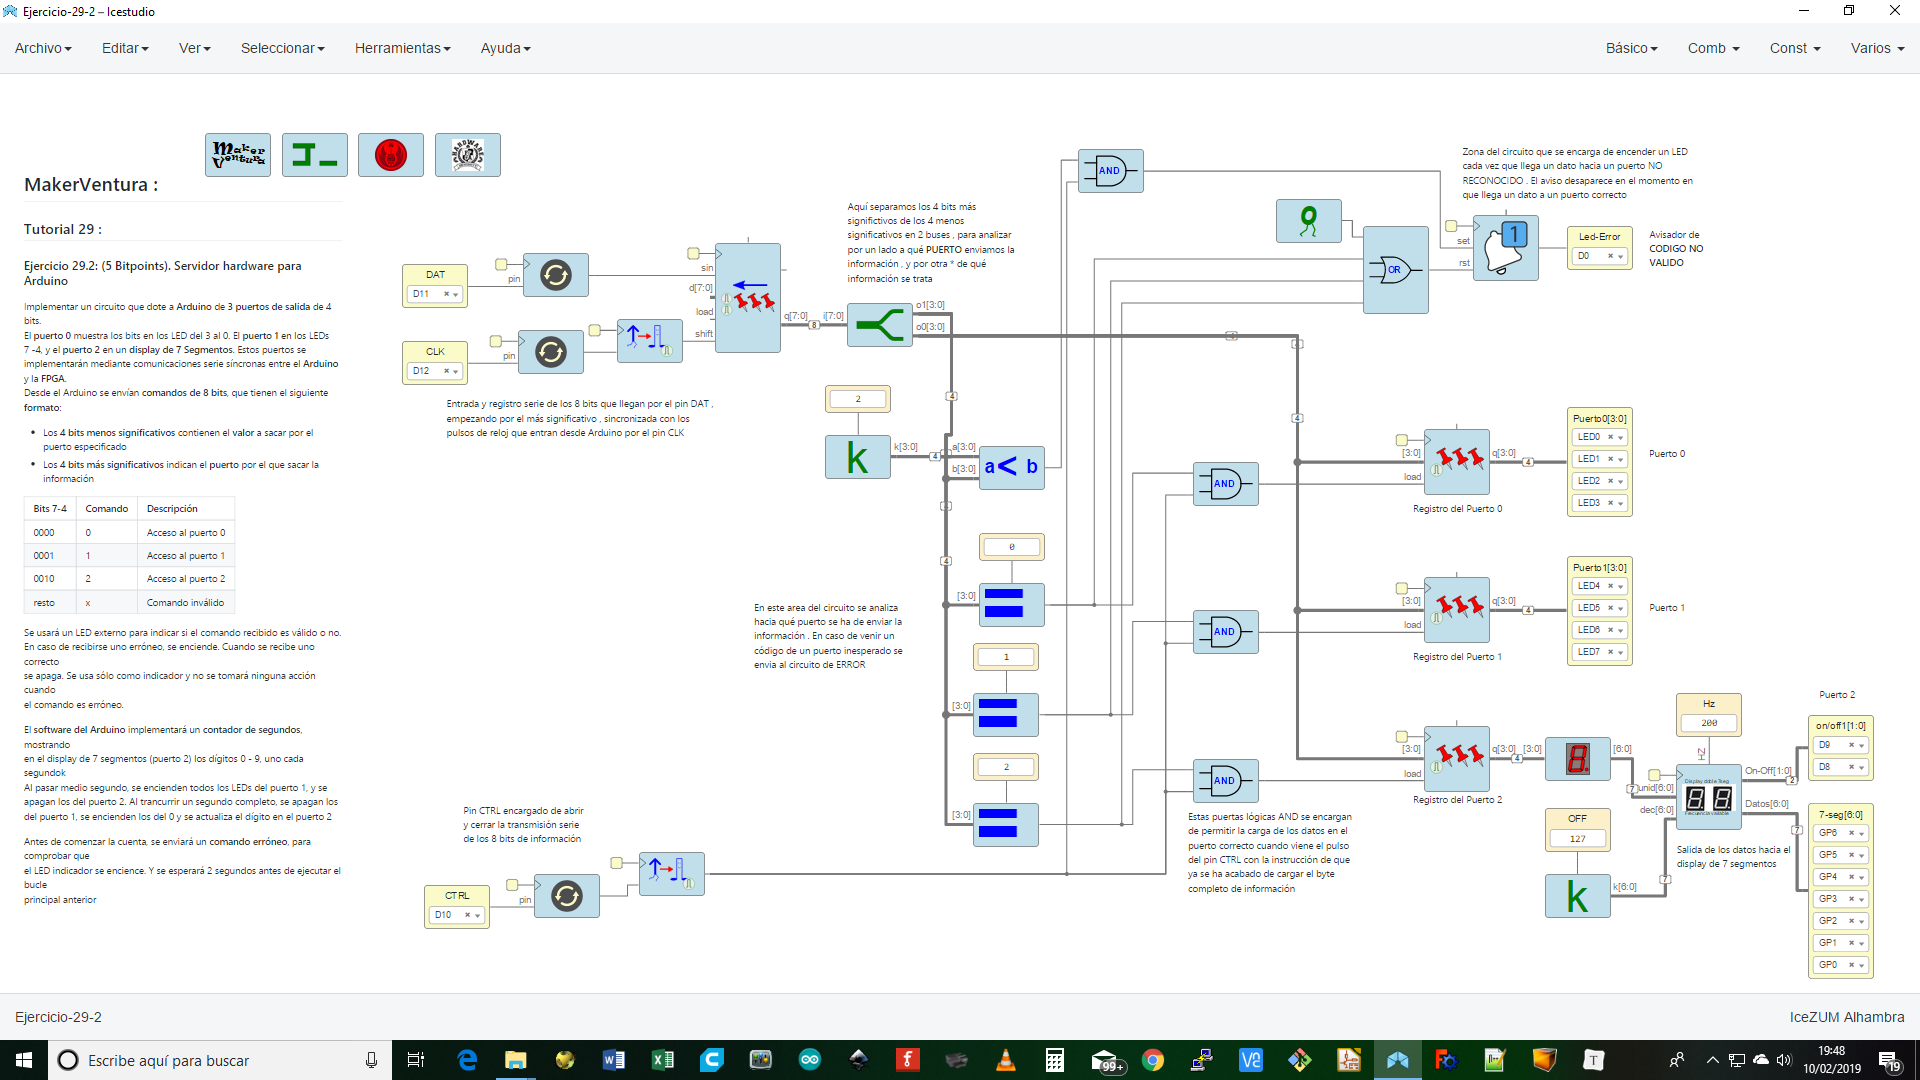 Ejercicio-29-2 – Icestudio
Archivo Editar Ver Seleccionar Herramientas Ayuda Básico Comb Const Varios
Maker Ventura
MakerVentura :
Tutorial 29 :
Ejercicio 29.2: (5 Bitpoints). Servidor hardware para
Arduino
Implementar un circuito que dote a Arduino de 3 puertos de salida de 4
bits.
El puerto 0 muestra los bits en los LED del 3 al 0. El puerto 1 en los LEDs
7 -4, y el puerto 2 en un display de 7 Segmentos. Estos puertos se
implementarán mediante comunicaciones serie síncronas entre el Arduino
y la FPGA.
Desde el Arduino se envían comandos de 8 bits, que tienen el siguiente
formato:
Los 4 bits menos significativos contienen el valor a sacar por el
puerto especificado
Los 4 bits más significativos indican el puerto por el que sacar la
información
Bits 7-4 Comando Descripción
0000 0 Acceso al puerto 0
0001 1 Acceso al puerto 1
0010 2 Acceso al puerto 2
resto x Comando inválido
Se usará un LED externo para indicar si el comando recibido es válido o no.
En caso de recibirse uno erróneo, se enciende. Cuando se recibe uno
correcto
se apaga. Se usa sólo como indicador y no se tomará ninguna acción
cuando
el comando es erróneo.
El software del Arduino implementará un contador de segundos,
mostrando
en el display de 7 segmentos (puerto 2) los dígitos 0 - 9, uno cada
segundok
Al pasar medio segundo, se encienden todos los LEDs del puerto 1, y se
apagan los del puerto 2. Al trancurrir un segundo completo, se apagan los
del puerto 1, se encienden los del 0 y se actualiza el dígito en el puerto 2
Antes de comenzar la cuenta, se enviará un comando erróneo, para
comprobar que
el LED indicador se encience. Y se esperará 2 segundos antes de ejecutar el
bucle
principal anterior
DAT
D11
pin
CLK
D12
pin
sin
d[7:0]
load
shift
q[7:0]
8
i[7:0]
o1[3:0]
o0[3:0]
Entrada y registro serie de los 8 bits que llegan por el pin DAT ,
empezando por el más significativo , sincronizada con los
pulsos de reloj que entran desde Arduino por el pin CLK
Aquí separamos los 4 bits más
significtivos de los 4 menos
significativos en 2 buses , para analizar
por un lado a qué PUERTO enviamos la
información , y por otra * de qué
información se trata
2
k
k[3:0]
4
4
a[3:0]
b[3:0]
a< b
4
0
[3:0]
1
[3:0]
2
[3:0]
En este area del circuito se analiza
hacía qué puerto se ha de enviar la
información . En caso de venir un
código de un puerto inesperado se
envia al circuito de ERROR
Pin CTRL encargado de abrir
y cerrar la transmisión serie
de los 8 bits de información
CTRL
D10
pin
AND
0
OR
set
rst
1
Led-Error
D0
Zona del circuito que se encarga de encender un LED
cada vez que llega un dato hacia un puerto NO
RECONOCIDO . El aviso desaparece en el momento en
que llega un dato a un puerto correcto
Avisador de
CODIGO NO
VALIDO
4
AND
[3:0]
load
q[3:0]
4
Registro del Puerto 0
Puerto0[3:0]
LED0
LED1
LED2
LED3
Puerto 0
AND
[3:0]
load
q[3:0]
4
Registro del Puerto 1
Puerto1[3:0]
LED4
LED5
LED6
LED7
Puerto 1
AND
[3:0]
load
q[3:0]
4
[3:0]
[6:0]
Registro del Puerto 2
Estas puertas lógicas AND se encargan
de permitir la carga de los datos en el
puerto correcto cuando viene el pulso
del pin CTRL con la instrucción de que
ya se ha acabado de cargar el byte
completo de información
OFF
127
k
k[6:0]
7
Hz
200
HZ
7
unid[6:0]
dec[6:0]
Display doble 7seg
Frecuencia variable
On-Off[1:0]
2
Datos[6:0]
7
Salida de los datos hacia el
display de 7 segmentos
Puerto 2
on/off1[1:0]
D9
D8
7-seg[6:0]
GP6
GP5
GP4
GP3
GP2
GP1
GP0
Ejercicio-29-2 IceZUM Alhambra
Escribe aquí para buscar
99+
19:48
10/02/2019
19